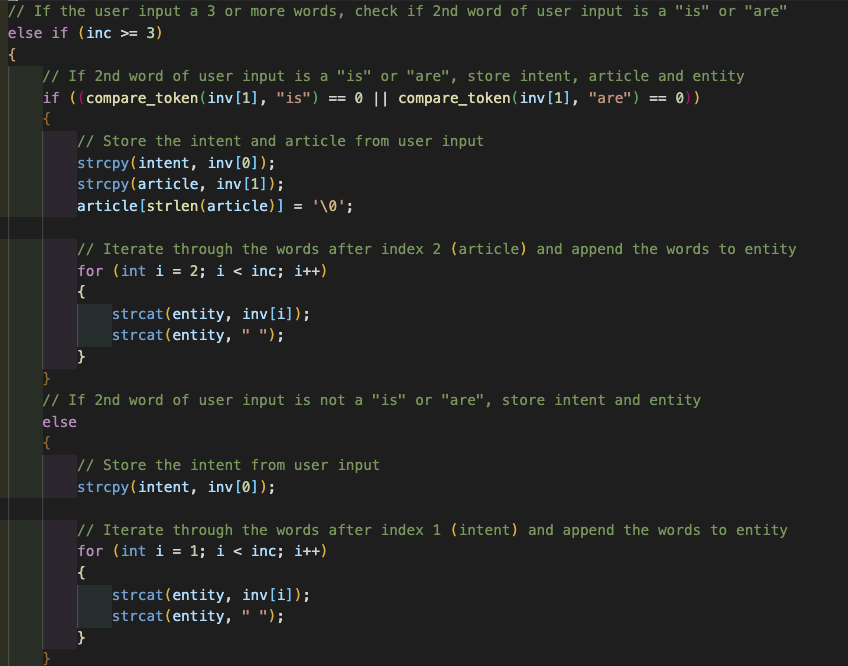 // If the user input a 3 or more words, check if 2nd word of user input is a "is" or "are"
else if (inc >= 3)
{
    // If 2nd word of user input is a "is" or "are", store intent, article and entity
    if ((compare_token(inv[1], "is") == 0 || compare_token(inv[1], "are") == 0))
    {
        // Store the intent and article from user input
        strcpy(intent, inv[0]);
        strcpy(article, inv[1]);
        article[strlen(article)] = '\0';

        // Iterate through the words after index 2 (article) and append the words to entity
        for (int i = 2; i < inc; i++)
        {
            strcat(entity, inv[i]);
            strcat(entity, " ");
        }
    }
    // If 2nd word of user input is not a "is" or "are", store intent and entity
    else
    {
        // Store the intent from user input
        strcpy(intent, inv[0]);

        // Iterate through the words after index 1 (intent) and append the words to entity
        for (int i = 1; i < inc; i++)
        {
            strcat(entity, inv[i]);
            strcat(entity, " ");
        }
    }